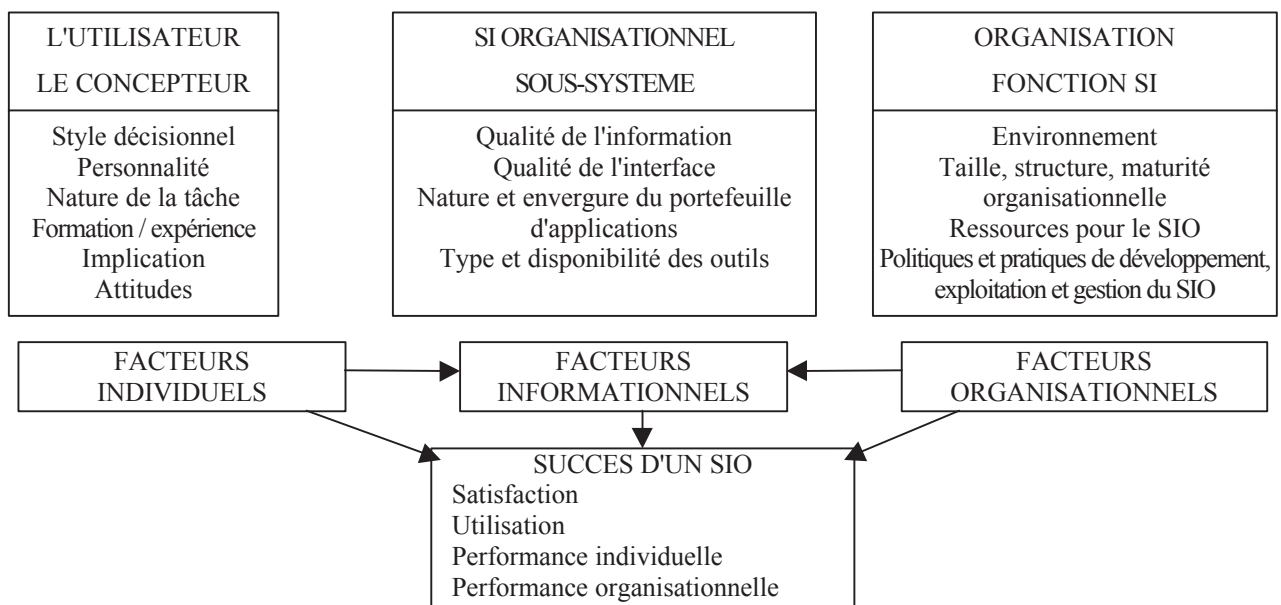 L'UTILISATEUR
LE CONCEPTEUR
Style décisionnel
Personnalité
Nature de la tâche
Formation / expérience
Implication
Attitudes
SI ORGANISATIONNEL
SOUS-SYSTEME
Qualité de l'information
Qualité de l'interface
Nature et envergure du portefeuille
d'applications
Type et disponibilité des outils
ORGANISATION
FONCTION SI
Environnement
Taille, structure, maturité
organisationnelle
Ressources pour le SIO
Politiques et pratiques de développement,
exploitation et gestion du SIO
FACTEURS
INDIVIDUELS
FACTEURS
INFORMATIONNELS
FACTEURS
ORGANISATIONNELS
SUCCES D'UN SIO
Satisfaction
Utilisation
Performance individuelle
Performance organisationnelle